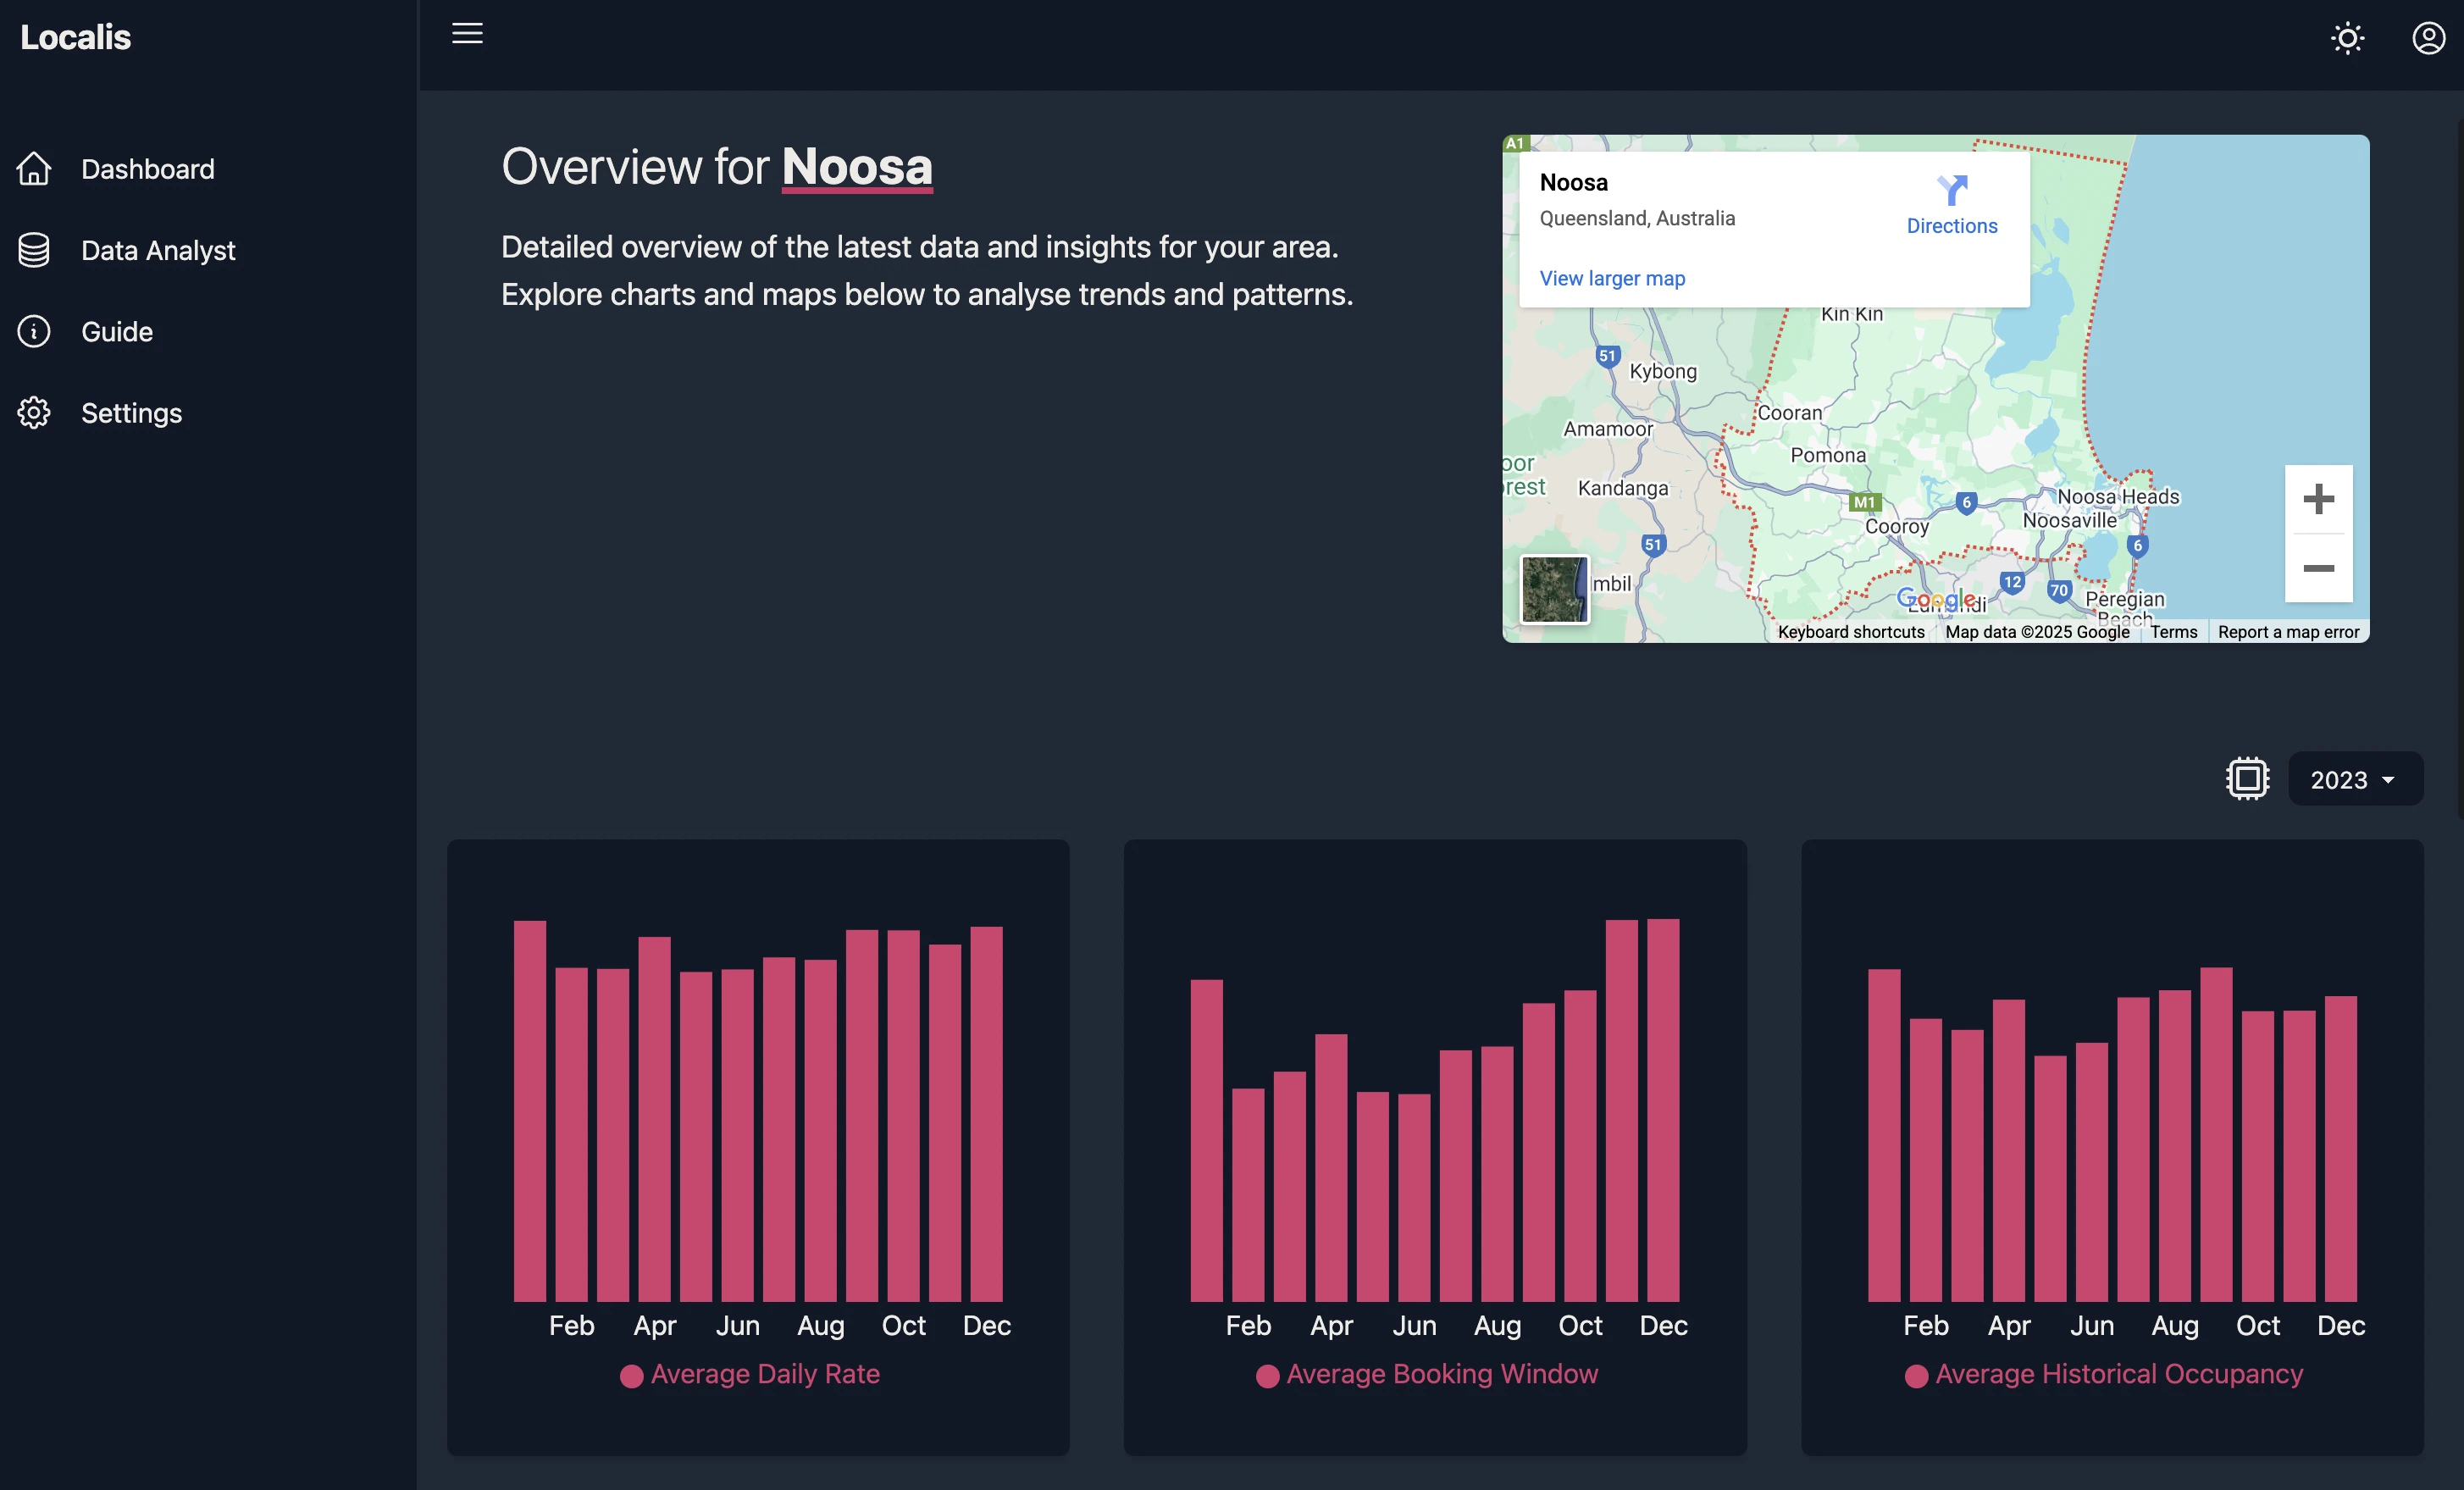 Localis
Dashboard
Data Analyst
Guide
Settings
Overview for Noosa
Detailed overview of the latest data and insights for your area.
Explore charts and maps below to analyse trends and patterns.
A1
Noosa
Queensland, Australia
Directions
View larger map
Kin Kin
51
Kybong
Cooran
Amamoor
Pomona
oor
rest
Kandanga
M1
6
Noosa Heads
Noosaville
Cooroy
51
6
mbil
12
70
Google
Peregian
Beach
Keyboard shortcuts
Map data ©2025 Google
Terms
Report a map error
2023
Feb Apr Jun Aug Oct Dec
Average Daily Rate
Feb Apr Jun Aug Oct Dec
Average Booking Window
Feb Apr Jun Aug Oct Dec
Average Historical Occupancy